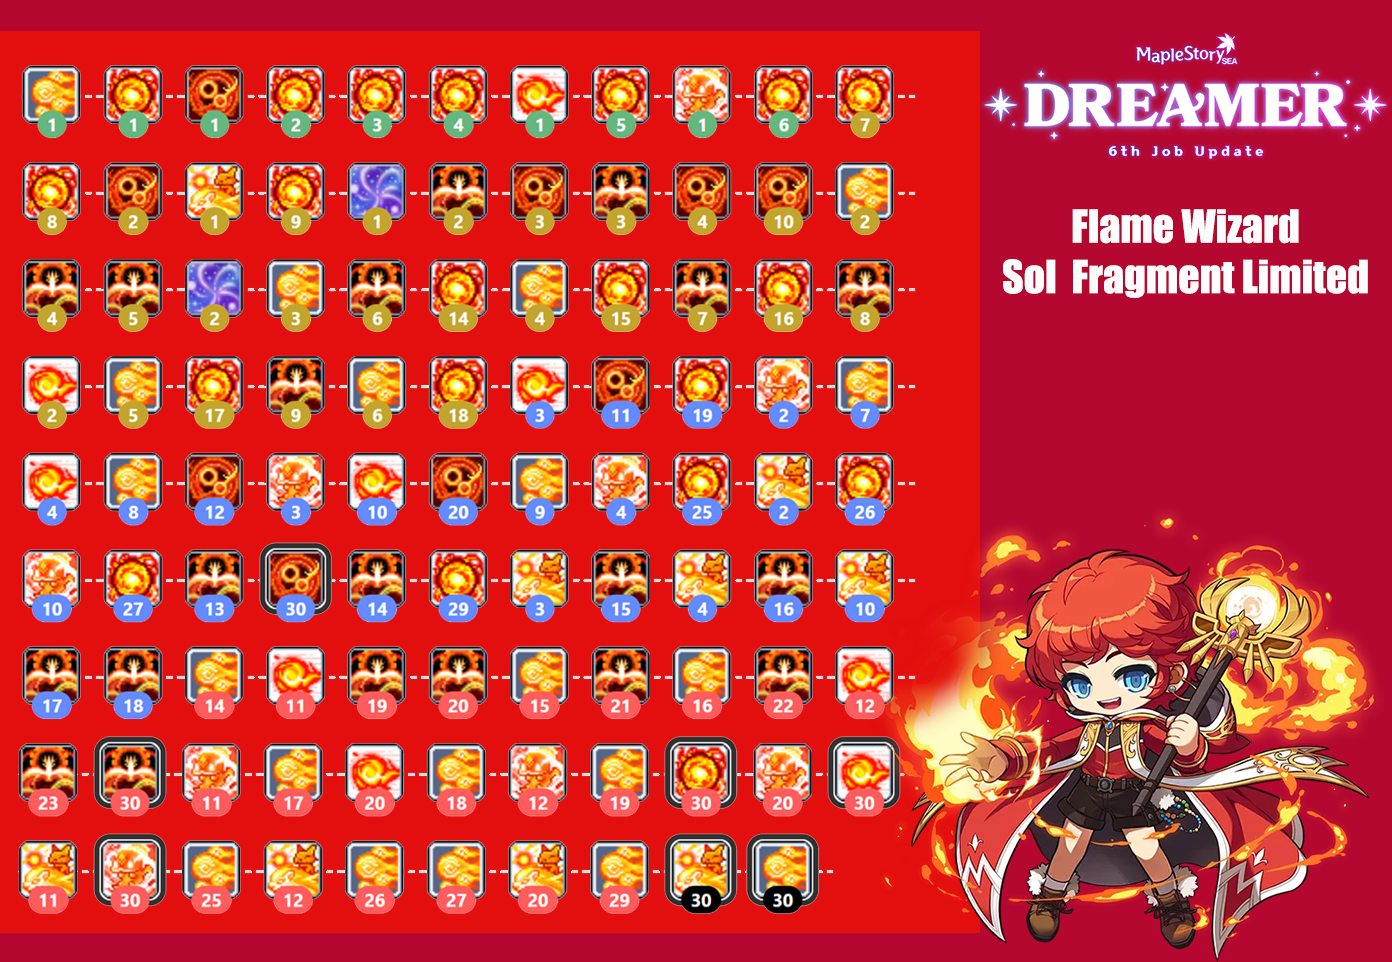 MapleStory SEA
DREAMER
6th Job Update
Flame Wizard
Sol Fragment Limited
1 1 1 2 3 4 1 5 1 6 7
8 2 1 9 1 2 3 3 4 10 2
4 5 2 3 6 14 4 15 7 16 8
2 5 17 9 6 18 3 11 19 2 7
4 8 12 3 10 20 9 4 25 2 26
10 27 13 30 14 29 3 15 4 16 10
17 18 14 11 19 20 15 21 16 22 12
23 30 11 17 20 18 12 19 30 20 30
11 30 25 12 26 27 20 29 30 30